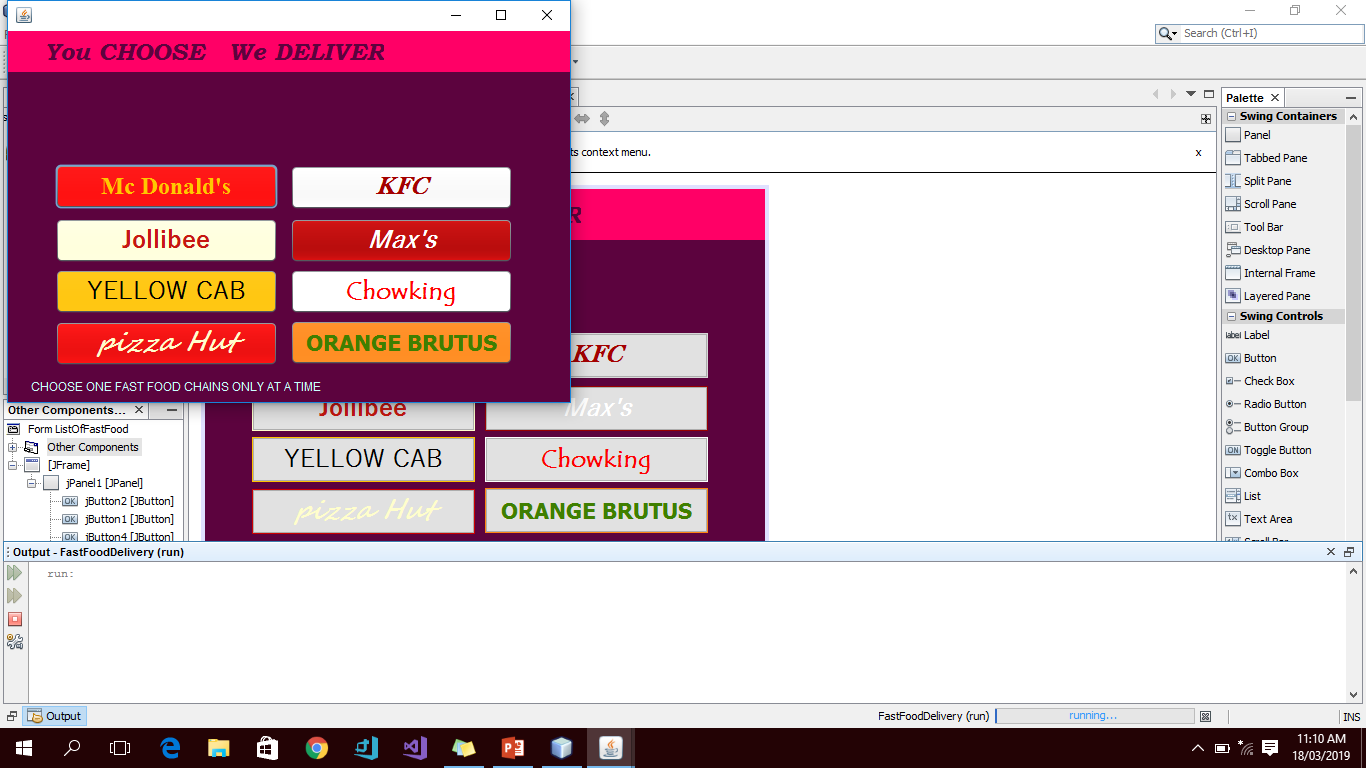 Search (Ctrl+I)
You CHOOSE We DELIVER
Mc Donald's KFC
Jollibee Max's
YELLOW CAB Chowking
pizza Hut ORANGE BRUTUS
CHOOSE ONE FAST FOOD CHAINS ONLY AT A TIME
ts context menu.
x
R
KFC
Jollibee Max's
YELLOW CAB Chowking
pizza Hut ORANGE BRUTUS
Palette
Swing Containers
Panel
Tabbed Pane
Split Pane
Scroll Pane
Tool Bar
Desktop Pane
Internal Frame
Layered Pane
Swing Controls
label Label
OK Button
Check Box
Radio Button
Button Group
ON Toggle Button
Combo Box
List
tx Text Area
Other Components...
Form ListOfFastFood
Other Components
[JFrame]
jPanel1 [JPanel]
OK jButton2 [JButton]
OK jButton1 [JButton]
OK jButton4 [JButton]
Output - FastFoodDelivery (run)
run:
Output
FastFoodDelivery (run) running...
INS
11:10 AM
18/03/2019